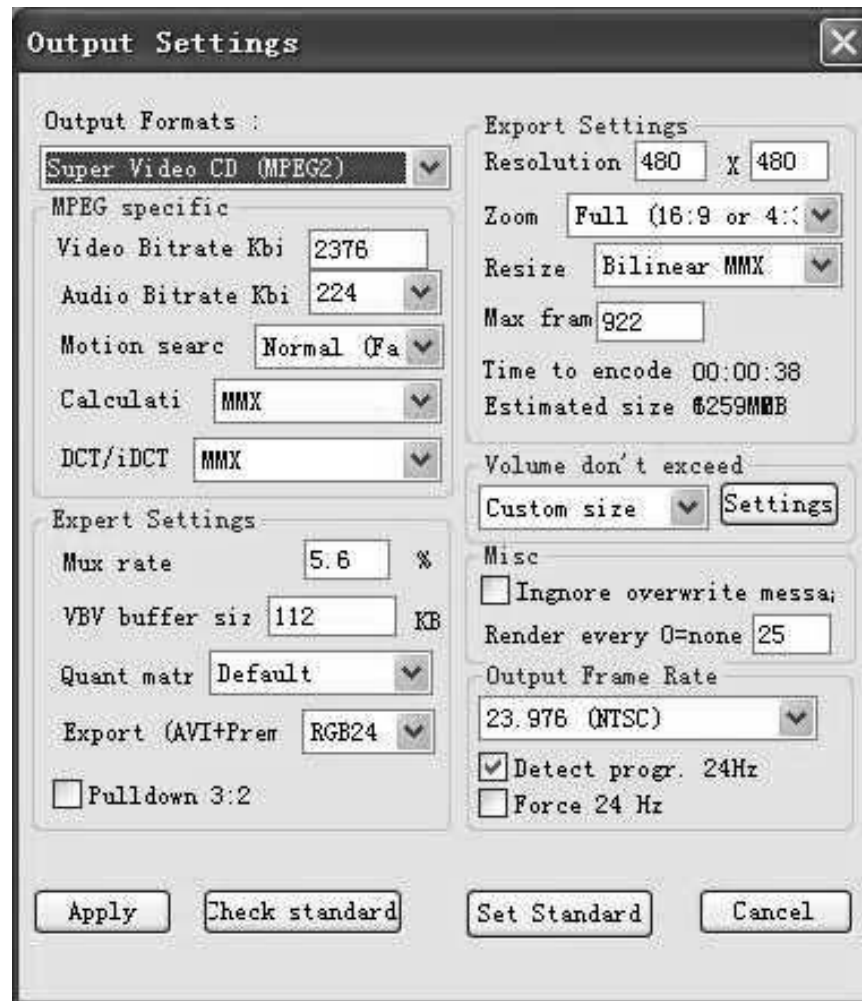 Output Settings
Output Formats :
Super Video CD (MPEG2)
MPEG specific
Video Bitrate Kbi 2376
Audio Bitrate Kbi 224
Motion searc Normal (Fa
Calculati MMX
DCT/iDCT MMX
Expert Settings
Mux rate 5.6 %
VBV buffer siz 112 KB
Quant matr Default
Export (AVI+Prem RGB24
Pulldown 3:2
Export Settings
Resolution 480 X 480
Zoom Full (16:9 or 4:
Resize Bilinear MMX
Max fram 922
Time to encode 00:00:38
Estimated size
Volume don't exceed
Custom size Settings
Misc
Ingnore overwrite messa
Render every 0=none 25
Output Frame Rate
23.976 (NTSC)
Detect progr. 24Hz
Force 24 Hz
Apply Check standard Set Standard Cancel